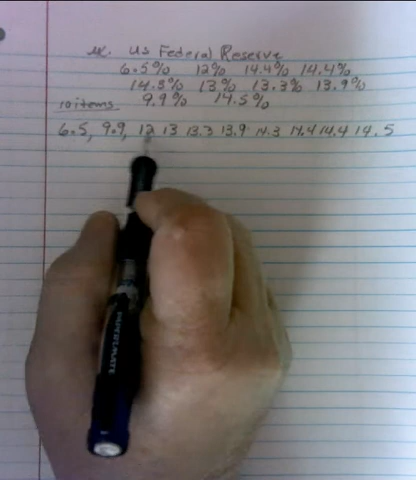 ex. US Federal Reserve
6.5% 12% 14.4% 14.4%
14.3% 13% 13.3% 13.9%
10 items 9.9% 14.5%
6.5, 9.9, 12 13 13.3 13.9 14.3 14.4 14.4 14.5
PAPERMATE